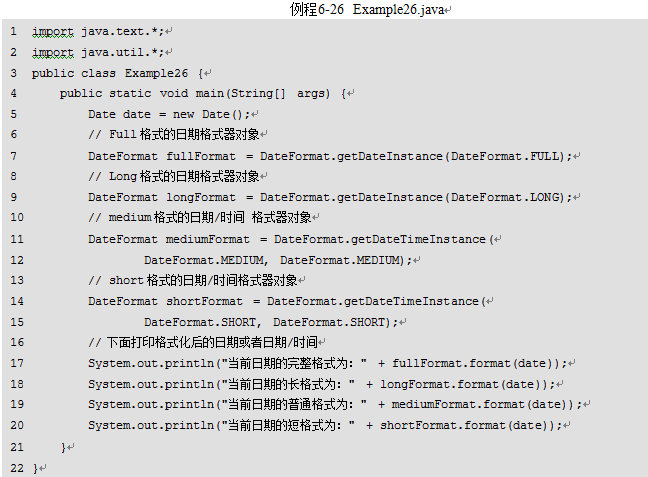 例程6-26 Example26.java
1 import java.text.*;
2 import java.util.*;
3 public class Example26 {
4 public static void main(String[] args) {
5 Date date = new Date();
6 // Full格式的日期格式器对象
7 DateFormat fullFormat = DateFormat.getDateInstance(DateFormat.FULL);
8 // Long格式的日期格式器对象
9 DateFormat longFormat = DateFormat.getDateInstance(DateFormat.LONG);
10 // medium格式的日期/时间 格式器对象
11 DateFormat mediumFormat = DateFormat.getDateTimeInstance(
12 DateFormat.MEDIUM, DateFormat.MEDIUM);
13 // short格式的日期/时间格式器对象
14 DateFormat shortFormat = DateFormat.getDateTimeInstance(
15 DateFormat.SHORT, DateFormat.SHORT);
16 // 下面打印格式化后的日期或者日期/时间
17 System.out.println("当前日期的完整格式为：" + fullFormat.format(date));
18 System.out.println("当前日期的长格式为：" + longFormat.format(date));
19 System.out.println("当前日期的普通格式为：" + mediumFormat.format(date));
20 System.out.println("当前日期的短格式为：" + shortFormat.format(date));
21 }
22 }